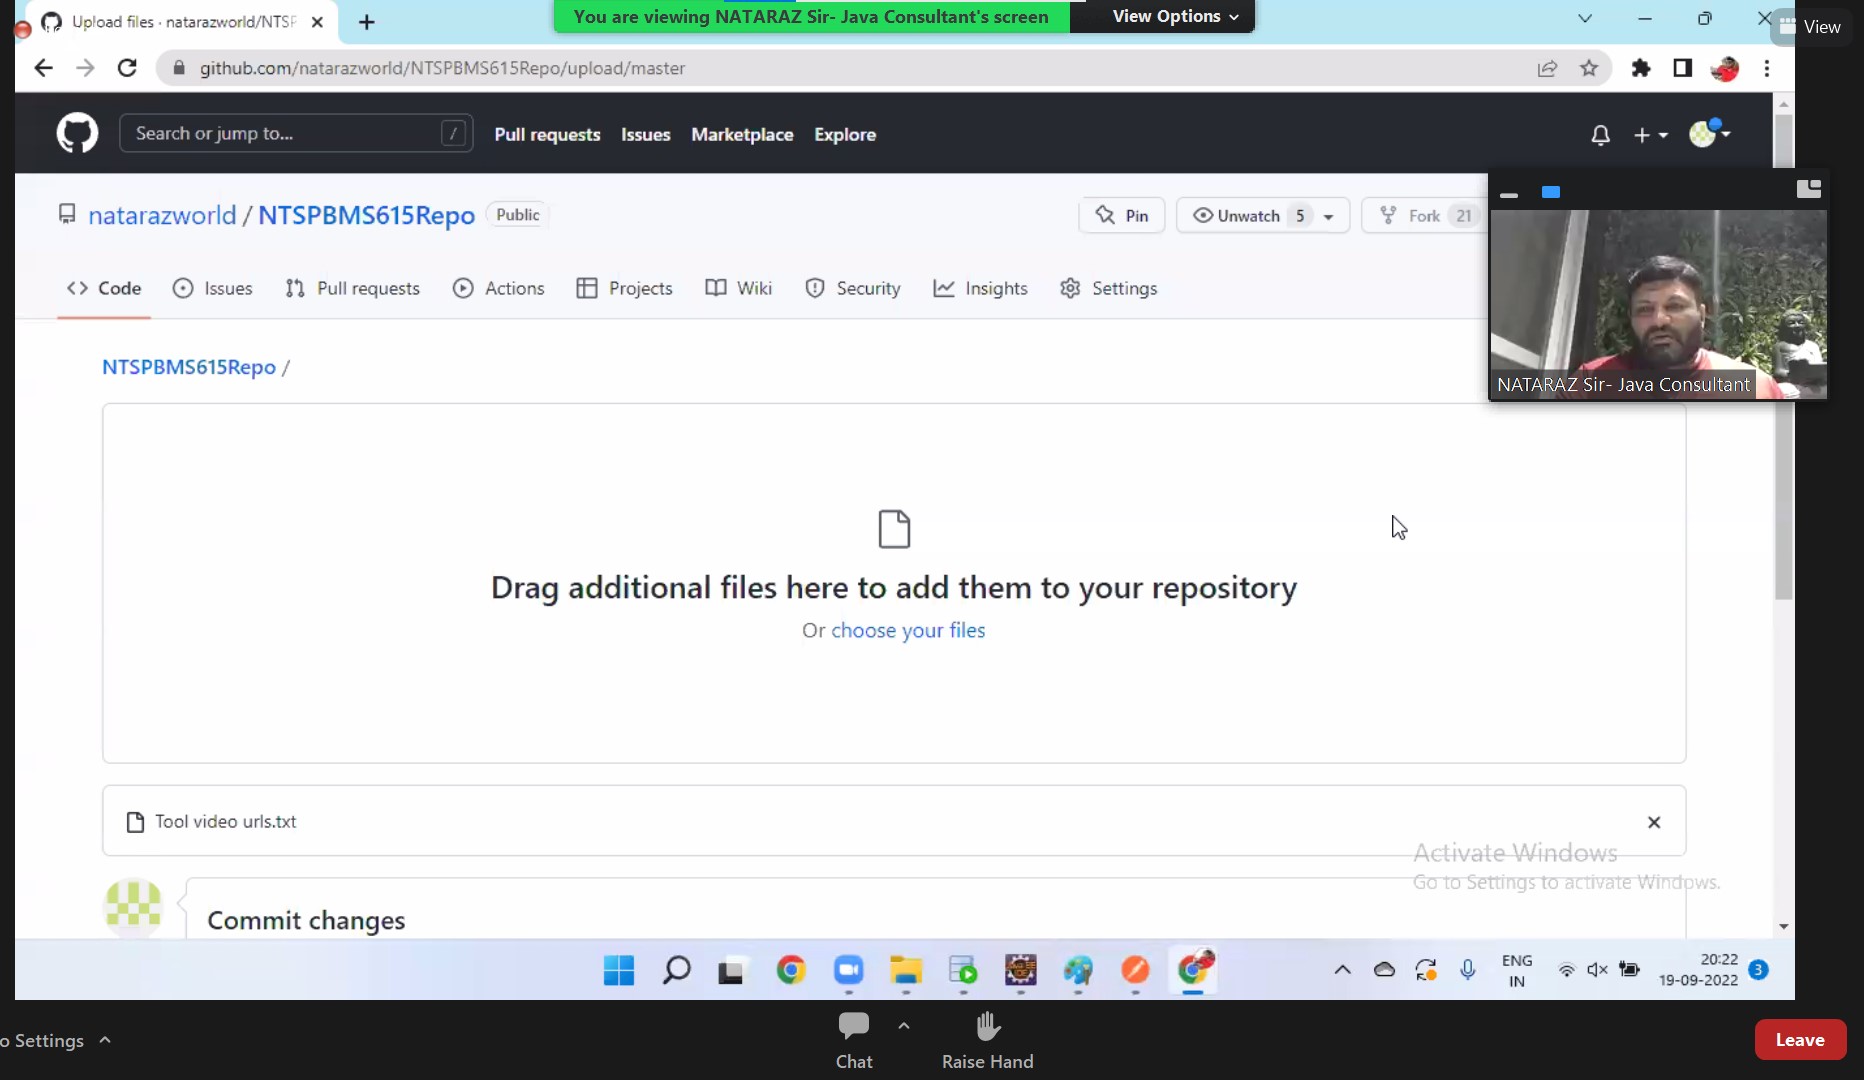 Upload files · natarazworld/NTSP
You are viewing NATARAZ Sir- Java Consultant's screen
View Options
View
github.com/natarazworld/NTSPBMS615Repo/upload/master
Search or jump to...
/
Pull requests
Issues
Marketplace
Explore
natarazworld / NTSPBMS615Repo
Public
Pin
Unwatch 5
Fork 21
Code
Issues
Pull requests
Actions
Projects
Wiki
Security
Insights
Settings
NATARAZ Sir- Java Consultant
NTSPBMS615Repo /
Drag additional files here to add them to your repository
Or choose your files
Tool video urls.txt
Activate Windows
Go to Settings to activate Windows.
Commit changes
ENG
IN
20:22
19-09-2022
3
o Settings
Chat
Raise Hand
Leave